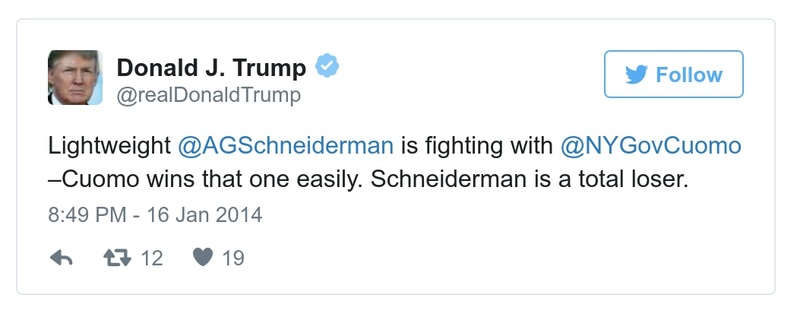 Donald J. Trump
@realDonaldTrump
Follow
Lightweight @AGSchneiderman is fighting with @NYGovCuomo
–Cuomo wins that one easily. Schneiderman is a total loser.
8:49 PM - 16 Jan 2014
12 19